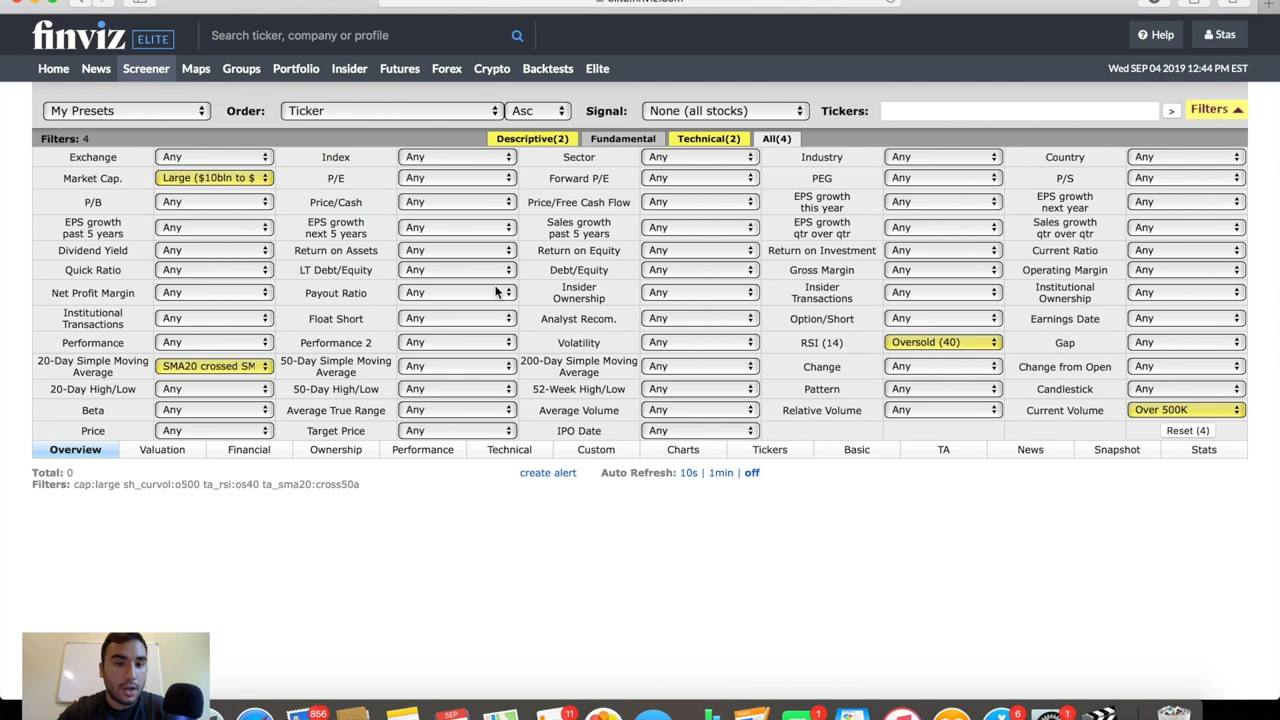 elite.finviz.com
finviz ELITE Search ticker, company or profile Help Stas
Home News Screener Maps Groups Portfolio Insider Futures Forex Crypto Backtests Elite Wed SEP 04 2019 12:44 PM EST
My Presets Order: Ticker Asc Signal: None (all stocks) Tickers: > Filters
Filters: 4 Descriptive(2) Fundamental Technical(2) All(4)
Exchange Any Index Any Sector Any Industry Any Country Any
Market Cap. Large ($10bln to $ P/E Any Forward P/E Any PEG Any P/S Any
P/B Any Price/Cash Any Price/Free Cash Flow Any EPS growth this year Any EPS growth next year Any
EPS growth past 5 years Any EPS growth next 5 years Any Sales growth past 5 years Any EPS growth qtr over qtr Any Sales growth qtr over qtr Any
Dividend Yield Any Return on Assets Any Return on Equity Any Return on Investment Any Current Ratio Any
Quick Ratio Any LT Debt/Equity Any Debt/Equity Any Gross Margin Any Operating Margin Any
Net Profit Margin Any Payout Ratio Any Insider Ownership Any Insider Transactions Any Institutional Ownership Any
Institutional Transactions Any Float Short Any Analyst Recom. Any Option/Short Any Earnings Date Any
Performance Any Performance 2 Any Volatility Any RSI (14) Oversold (40) Gap Any
20-Day Simple Moving Average SMA20 crossed SM 50-Day Simple Moving Average Any 200-Day Simple Moving Average Any Change Any Change from Open Any
20-Day High/Low Any 50-Day High/Low Any 52-Week High/Low Any Pattern Any Candlestick Any
Beta Any Average True Range Any Average Volume Any Relative Volume Any Current Volume Over 500K
Price Any Target Price Any IPO Date Any Reset (4)
Overview Valuation Financial Ownership Performance Technical Custom Charts Tickers Basic TA News Snapshot Stats
Total: 0 create alert Auto Refresh: 10s | 1min | off
Filters: cap:large sh_curvol:o500 ta_rsi:os40 ta_sma20:cross50a
856 SEP 11 1 6 1